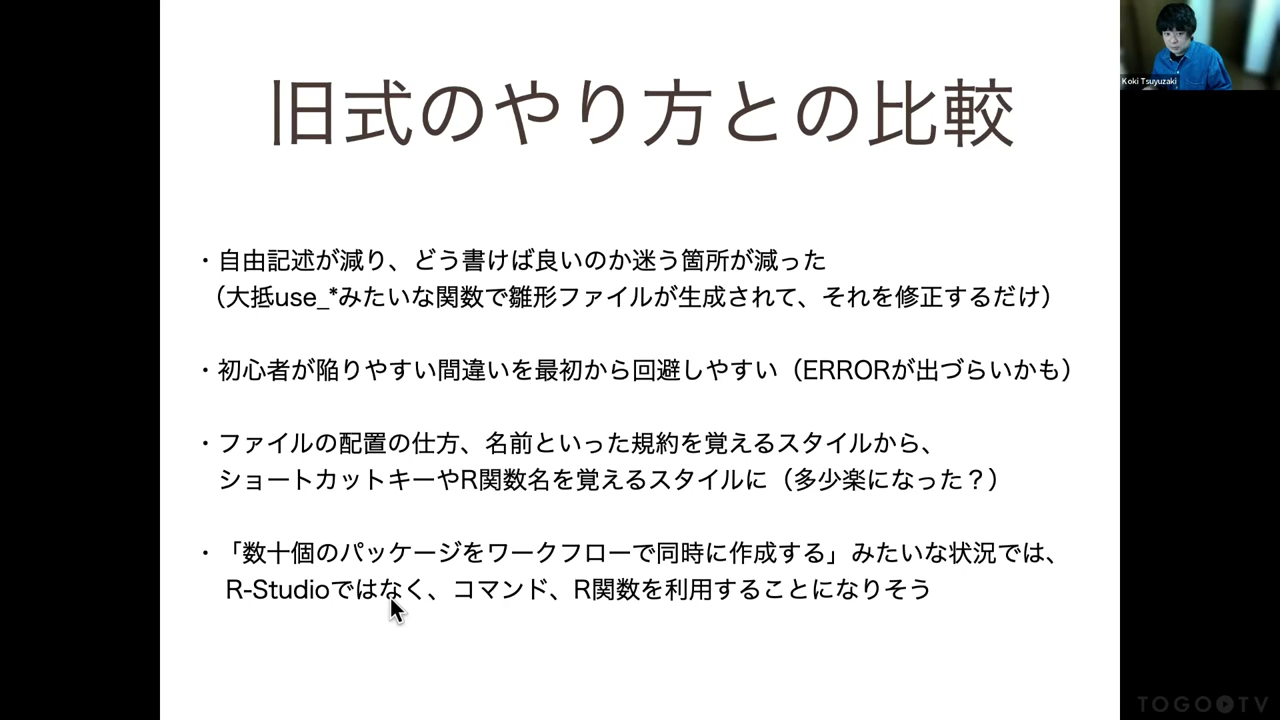 旧式のやり方との比較
・自由記述が減り、どう書けば良いのか迷う箇所が減った
（大抵use_*みたいな関数で雛形ファイルが生成されて、それを修正するだけ）
・初心者が陥りやすい間違いを最初から回避しやすい（ERRORが出づらいかも）
・ファイルの配置の仕方、名前といった規約を覚えるスタイルから、
ショートカットキーやR関数名を覚えるスタイルに（多少楽になった？）
・「数十個のパッケージをワークフローで同時に作成する」みたいな状況では、
R-Studioではなく、コマンド、R関数を利用することになりそう
Koki Tsuyuzaki
TOGOTV